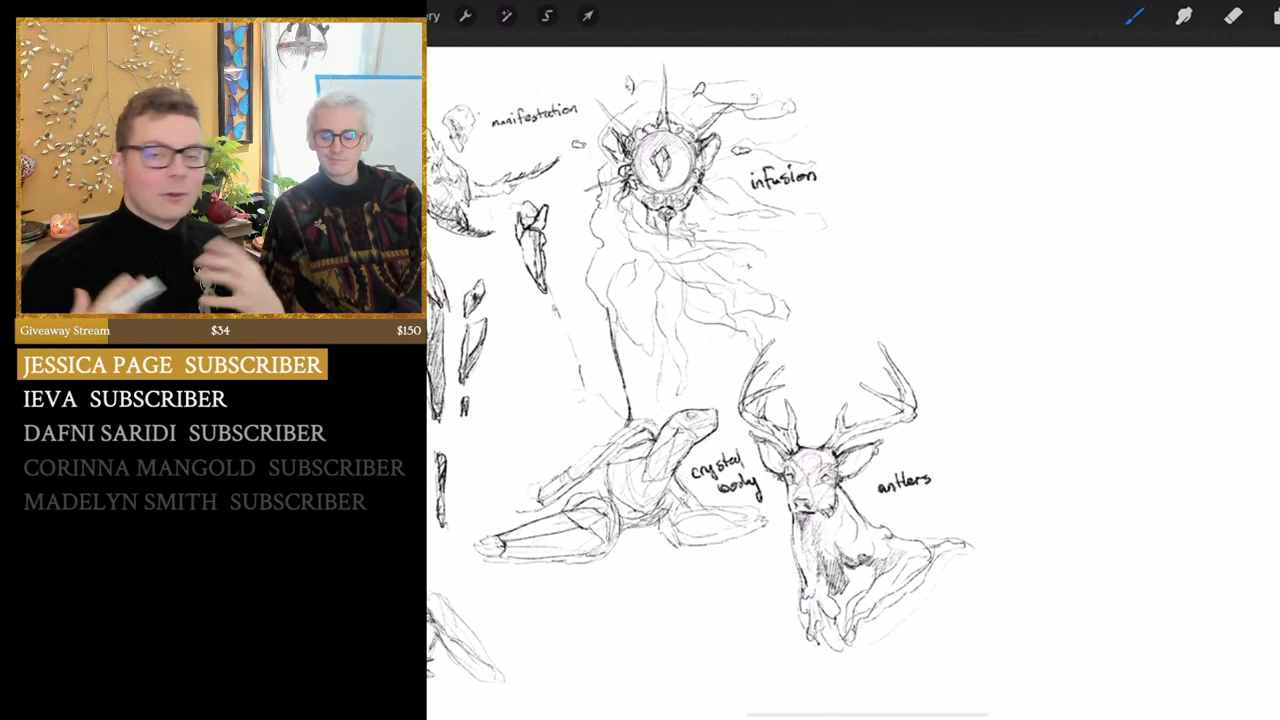 ry
manifestation
infusion
Giveaway Stream $34 $150
JESSICA PAGE SUBSCRIBER
IEVA SUBSCRIBER
DAFNI SARIDI SUBSCRIBER
CORINNA MANGOLD SUBSCRIBER
MADELYN SMITH SUBSCRIBER
crystal
body
antlers